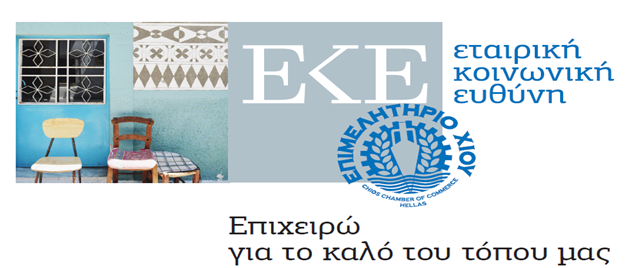 ΕΚΕ
εταιρική
κοινωνική
ευθύνη
ΕΠΙΜΕΛΗΤΗΡΙΟ ΧΙΟΥ
CHIOS CHAMBER OF COMMERCE
HELLAS
Επιχειρώ
για το καλό του τόπου μας